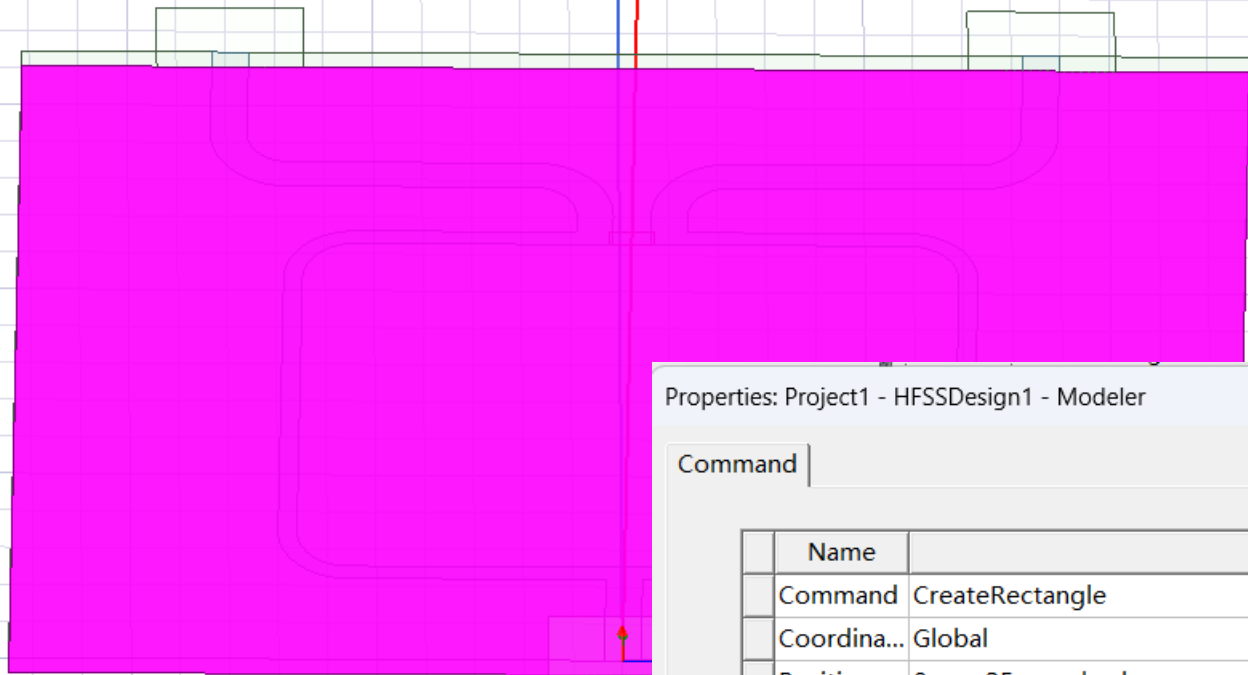 Properties: Project1 - HFSSDesign1 - Modeler
Command
Name
Command CreateRectangle
Coordina... Global